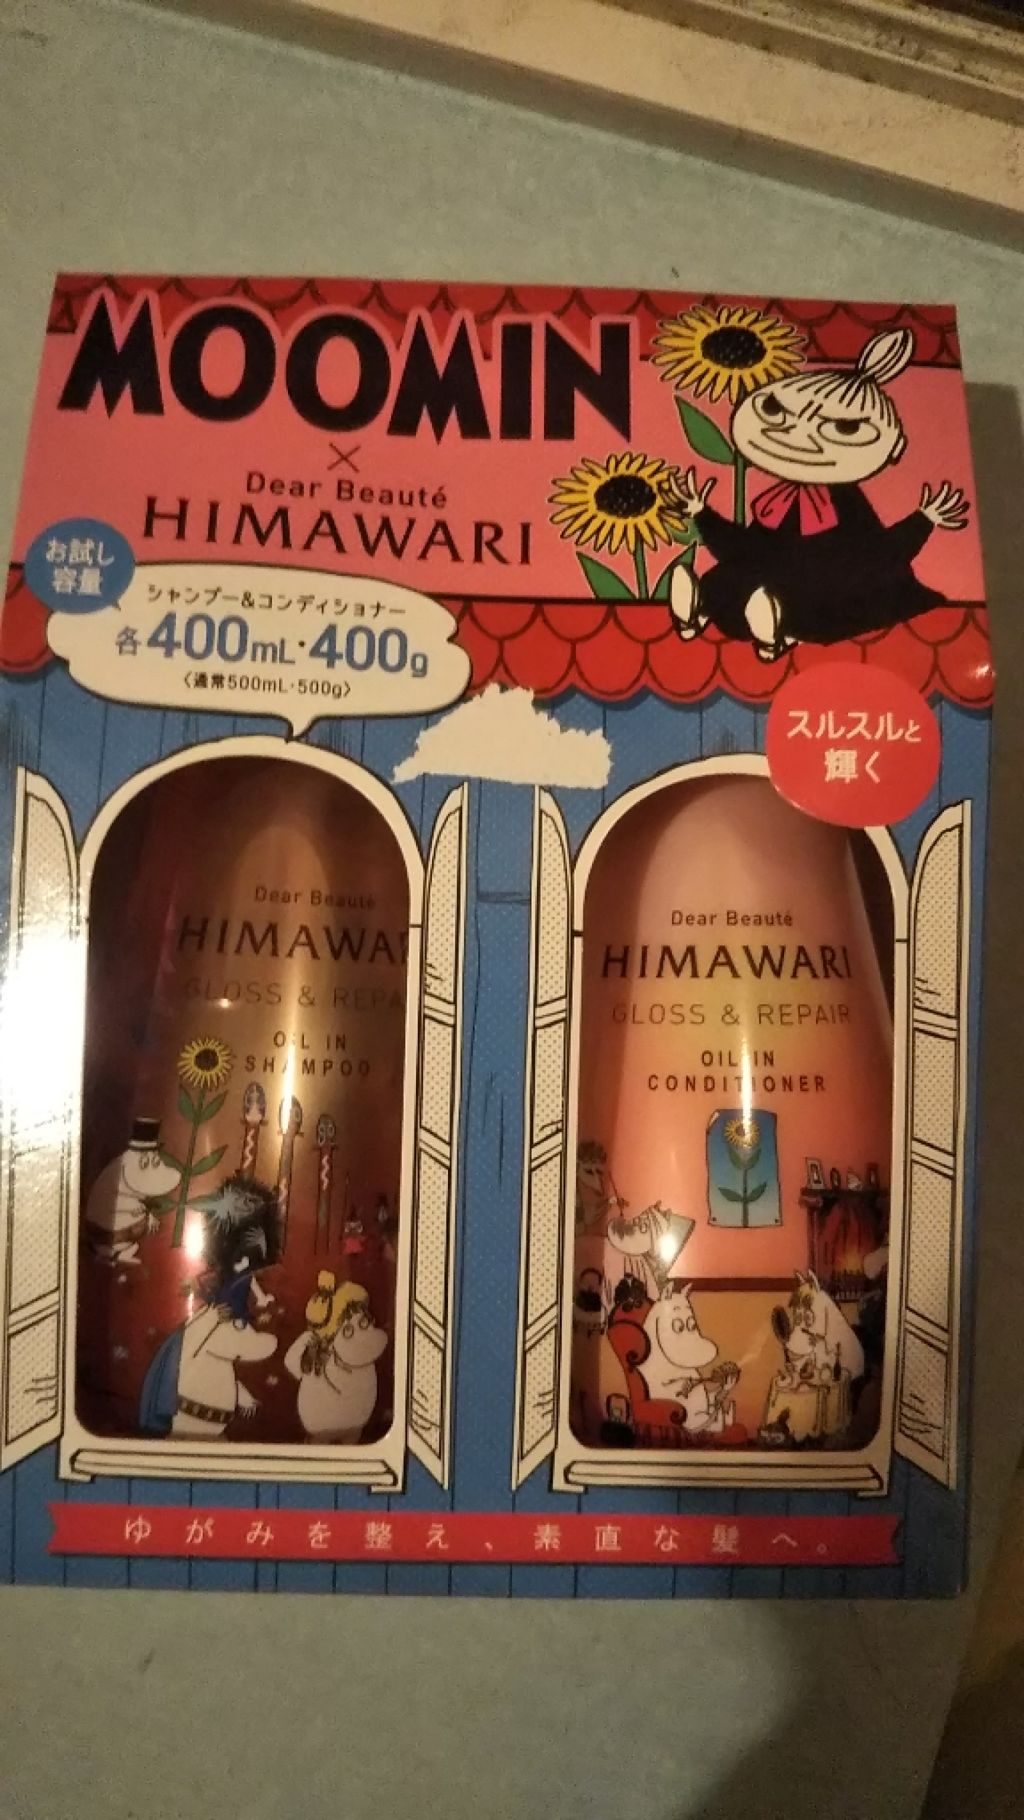 MOOMIN
×
Dear Beauté
HIMAWARI
お試し
容量
シャンプー&コンディショナー
各400mL・400g
〈通常500mL・500g〉
スルスルと
輝く
Dear Beauté
HIMAWAR
GLOSS & REPA
OIL IN
SHAMPOO
Dear Beauté
HIMAWARI
GLOSS & REPAIR
OIL IN
CONDITIONER
ゆがみを整え、素直な髪へ。